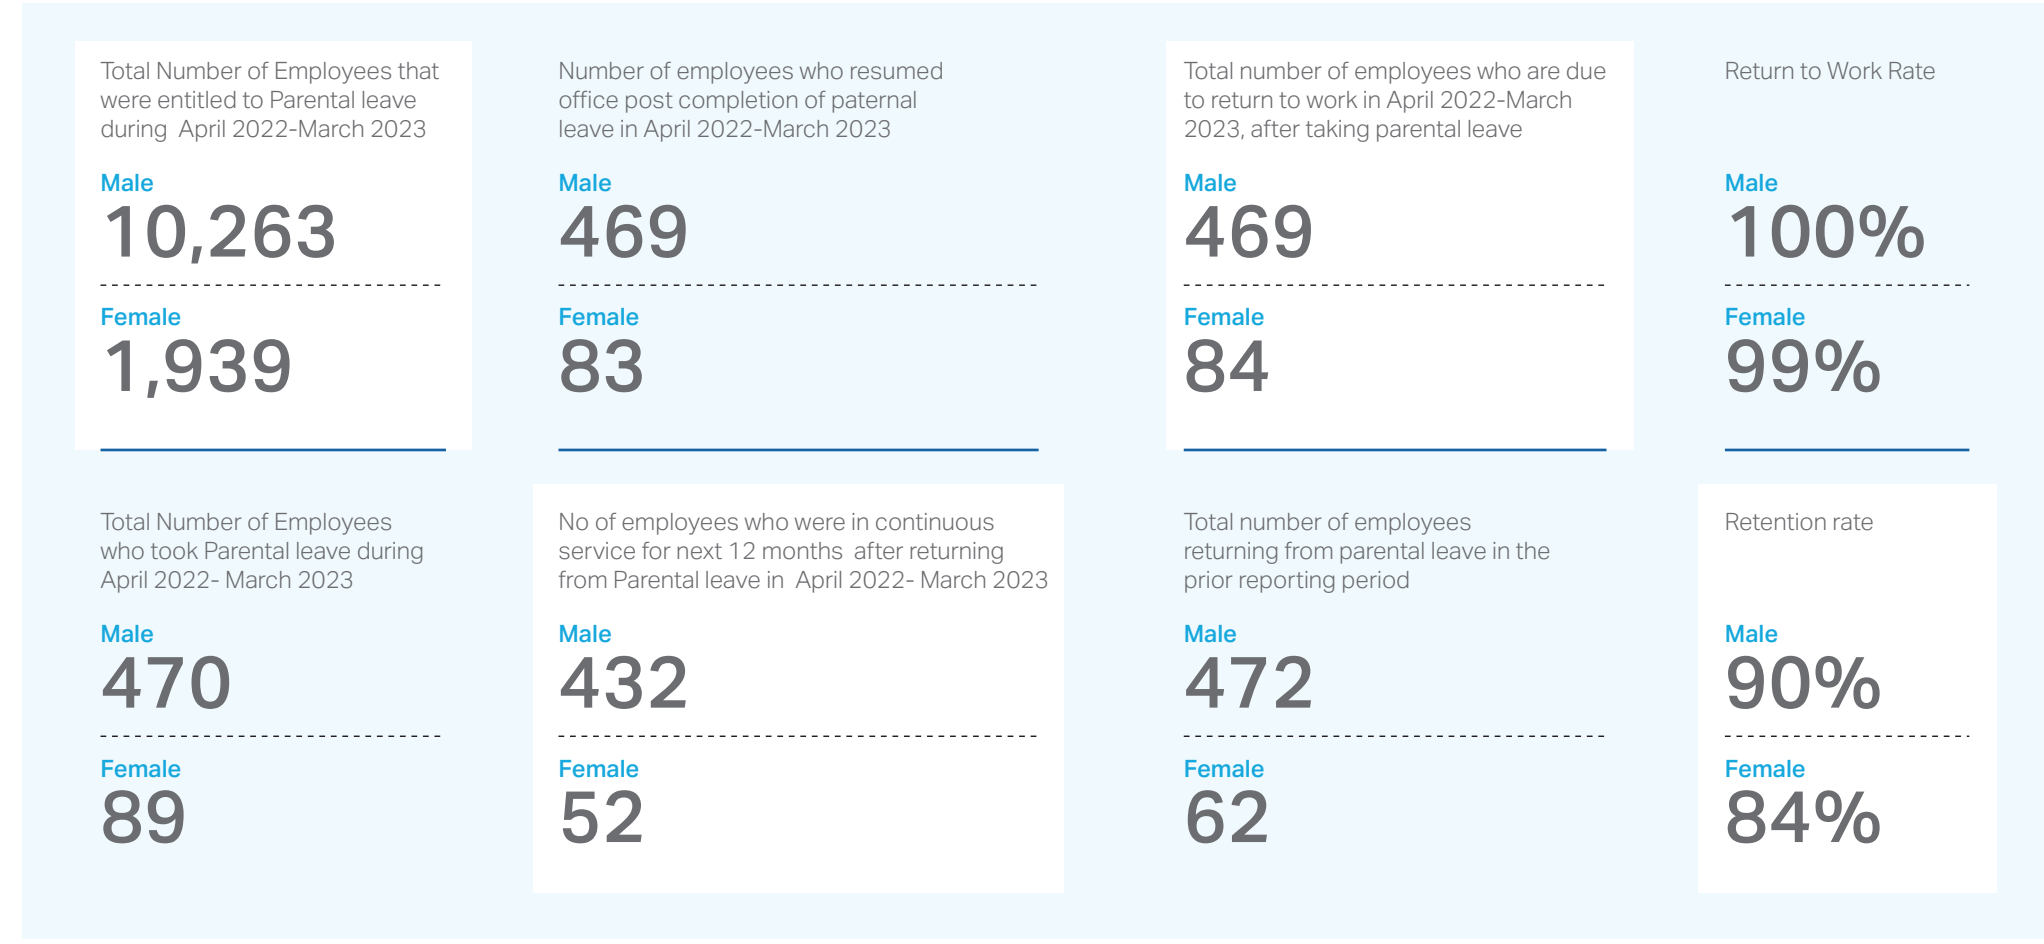 Total Number of Employees that
were entitled to Parental leave
during April 2022-March 2023
Male
10,263
Female
1,939
Number of employees who resumed
office post completion of paternal
leave in April 2022-March 2023
Male
469
Female
83
Total number of employees who are due
to return to work in April 2022-March
2023, after taking parental leave
Male
469
Female
84
Return to Work Rate
Male
100%
Female
99%
Total Number of Employees
who took Parental leave during
April 2022- March 2023
Male
470
Female
89
No of employees who were in continuous
service for next 12 months after returning
from Parental leave in April 2022- March 2023
Male
432
Female
52
Total number of employees
returning from parental leave in the
prior reporting period
Male
472
Female
62
Retention rate
Male
90%
Female
84%